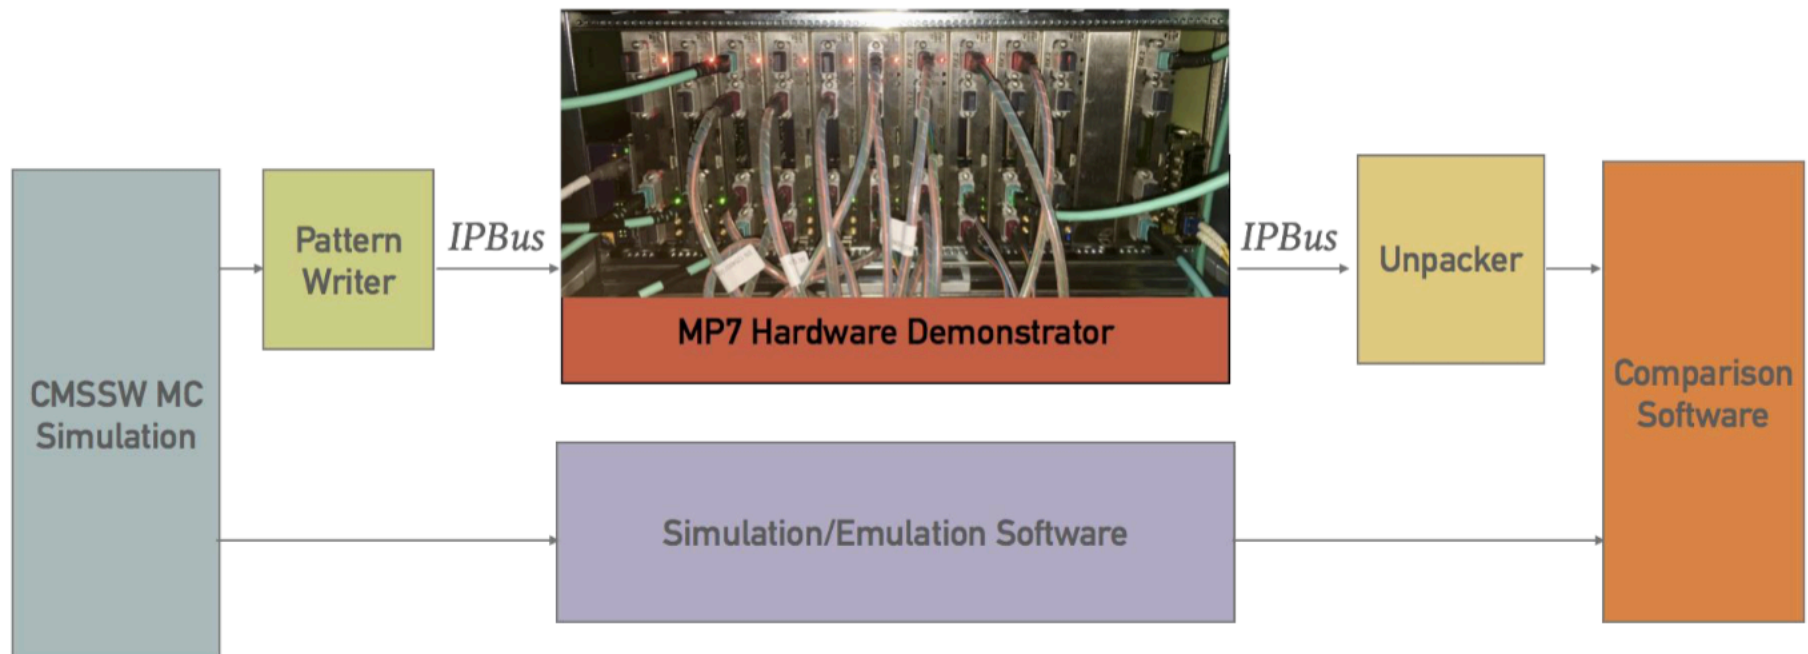 CMSSW MC
Simulation
Pattern
Writer
IPBus
MP7 Hardware Demonstrator
IPBus
Unpacker
Comparison
Software
Simulation/Emulation Software